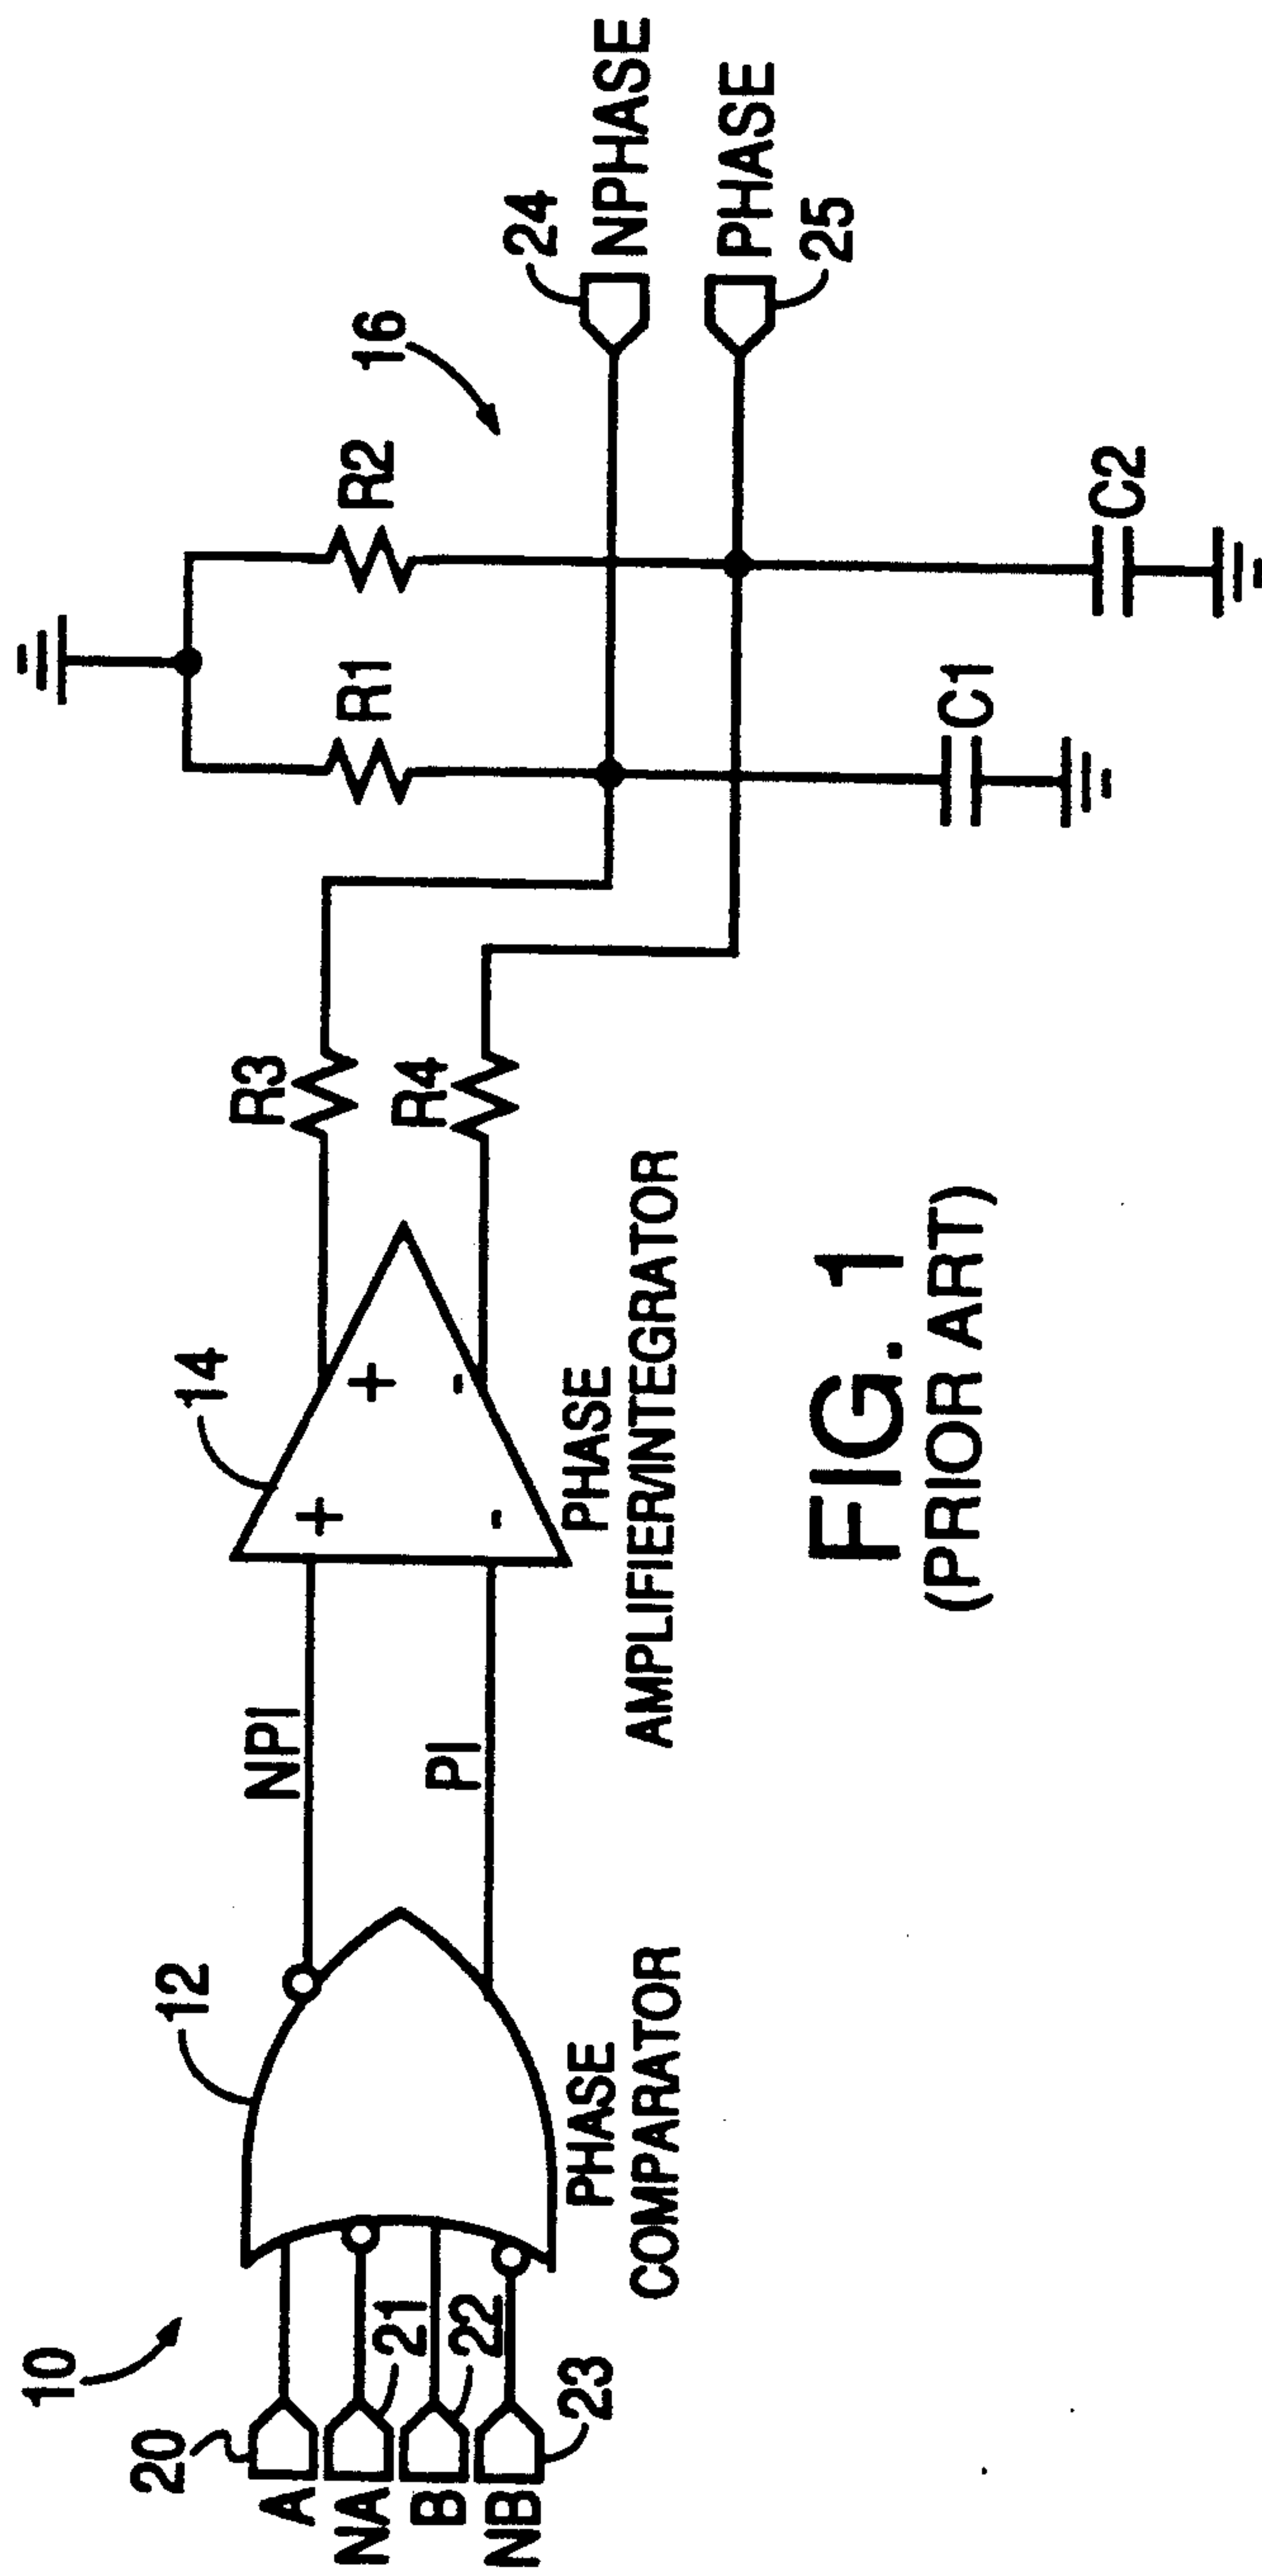 10
20
A
NA
21
B
22
NB
23
12
PHASE
COMPARATOR
NPI
PI
14
+
-
+
-
PHASE
AMPLIFIER/INTEGRATOR
R3
R4
R1
R2
16
C1
C2
24
NPHASE
PHASE
25
FIG. 1
(PRIOR ART)